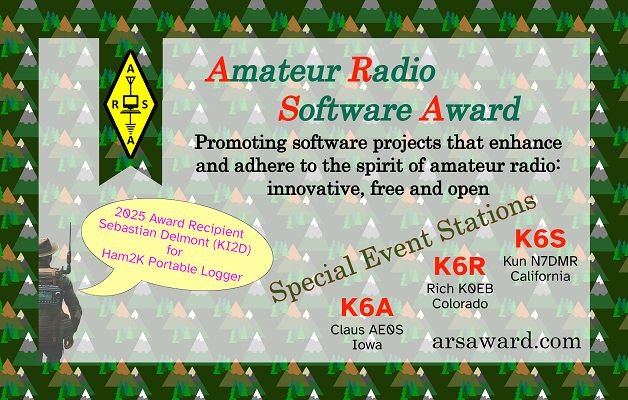 A
R S
A
Amateur Radio
Software Award
Promoting software projects that enhance
and adhere to the spirit of amateur radio:
innovative, free and open
2025 Award Recipient
Sebastian Delmont (KI2D)
for
Ham2K Portable Logger
Special Event Stations
K6A
Claus AE0S
Iowa
K6R
Rich K0EB
Colorado
K6S
Kun N7DMR
California
arsaward.com